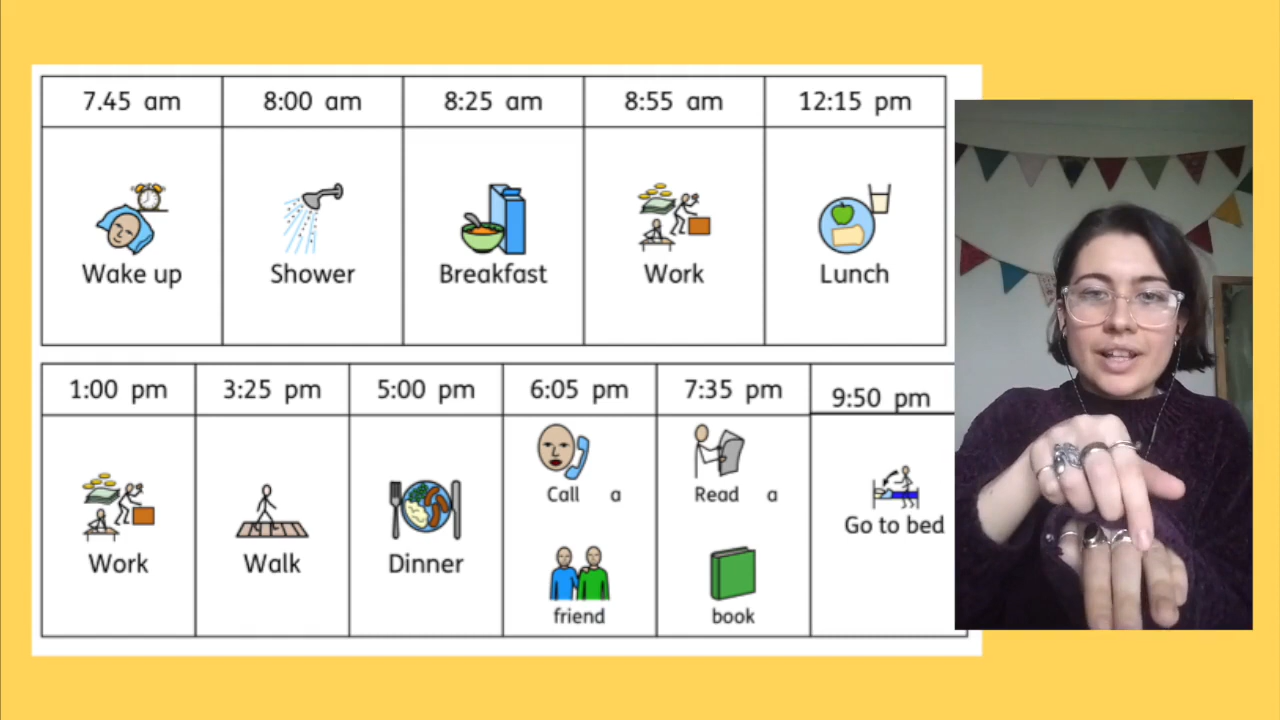 7.45 am 8:00 am 8:25 am 8:55 am 12:15 pm
Wake up Shower Breakfast Work Lunch
1:00 pm 3:25 pm 5:00 pm 6:05 pm 7:35 pm 9:50 pm
Call a Read a
Go to bed
Work Walk Dinner
friend book